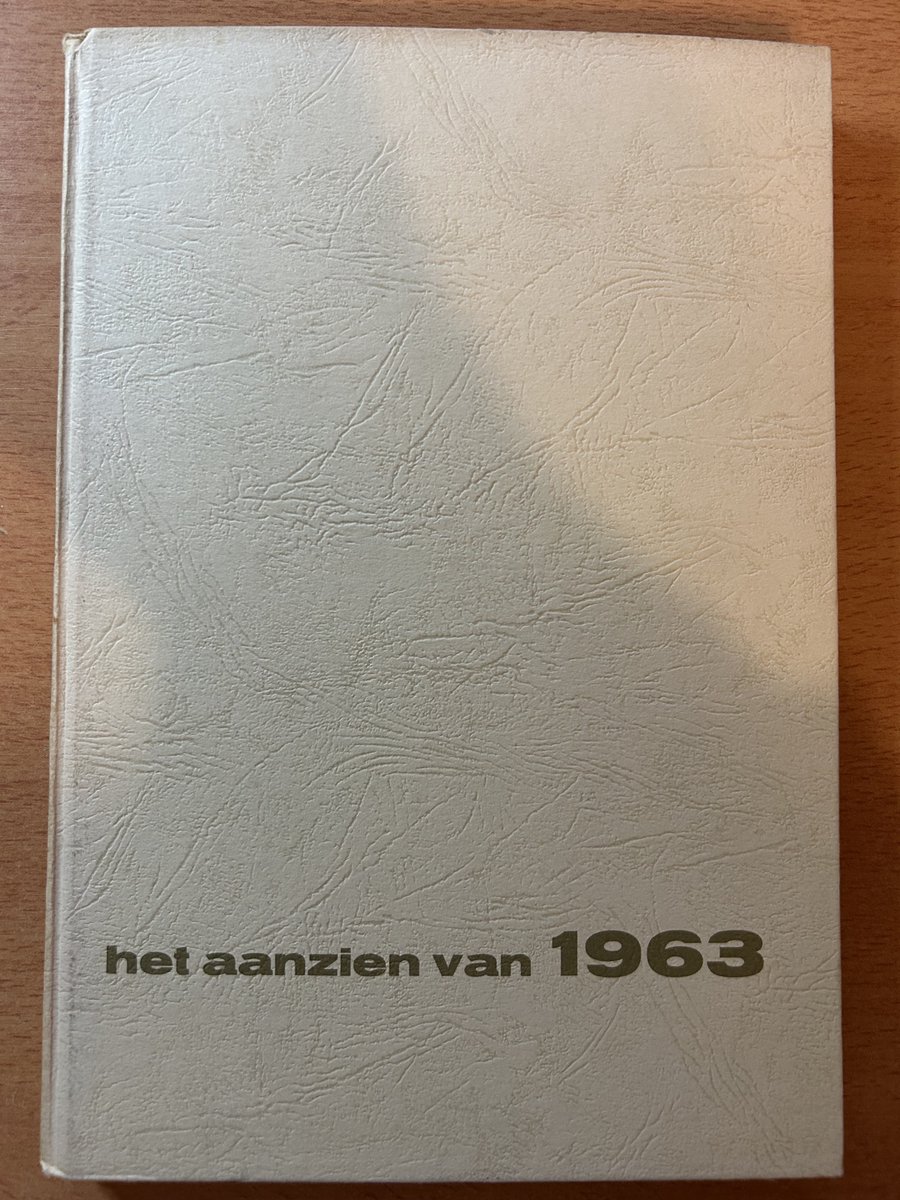 het aanzien van 1963